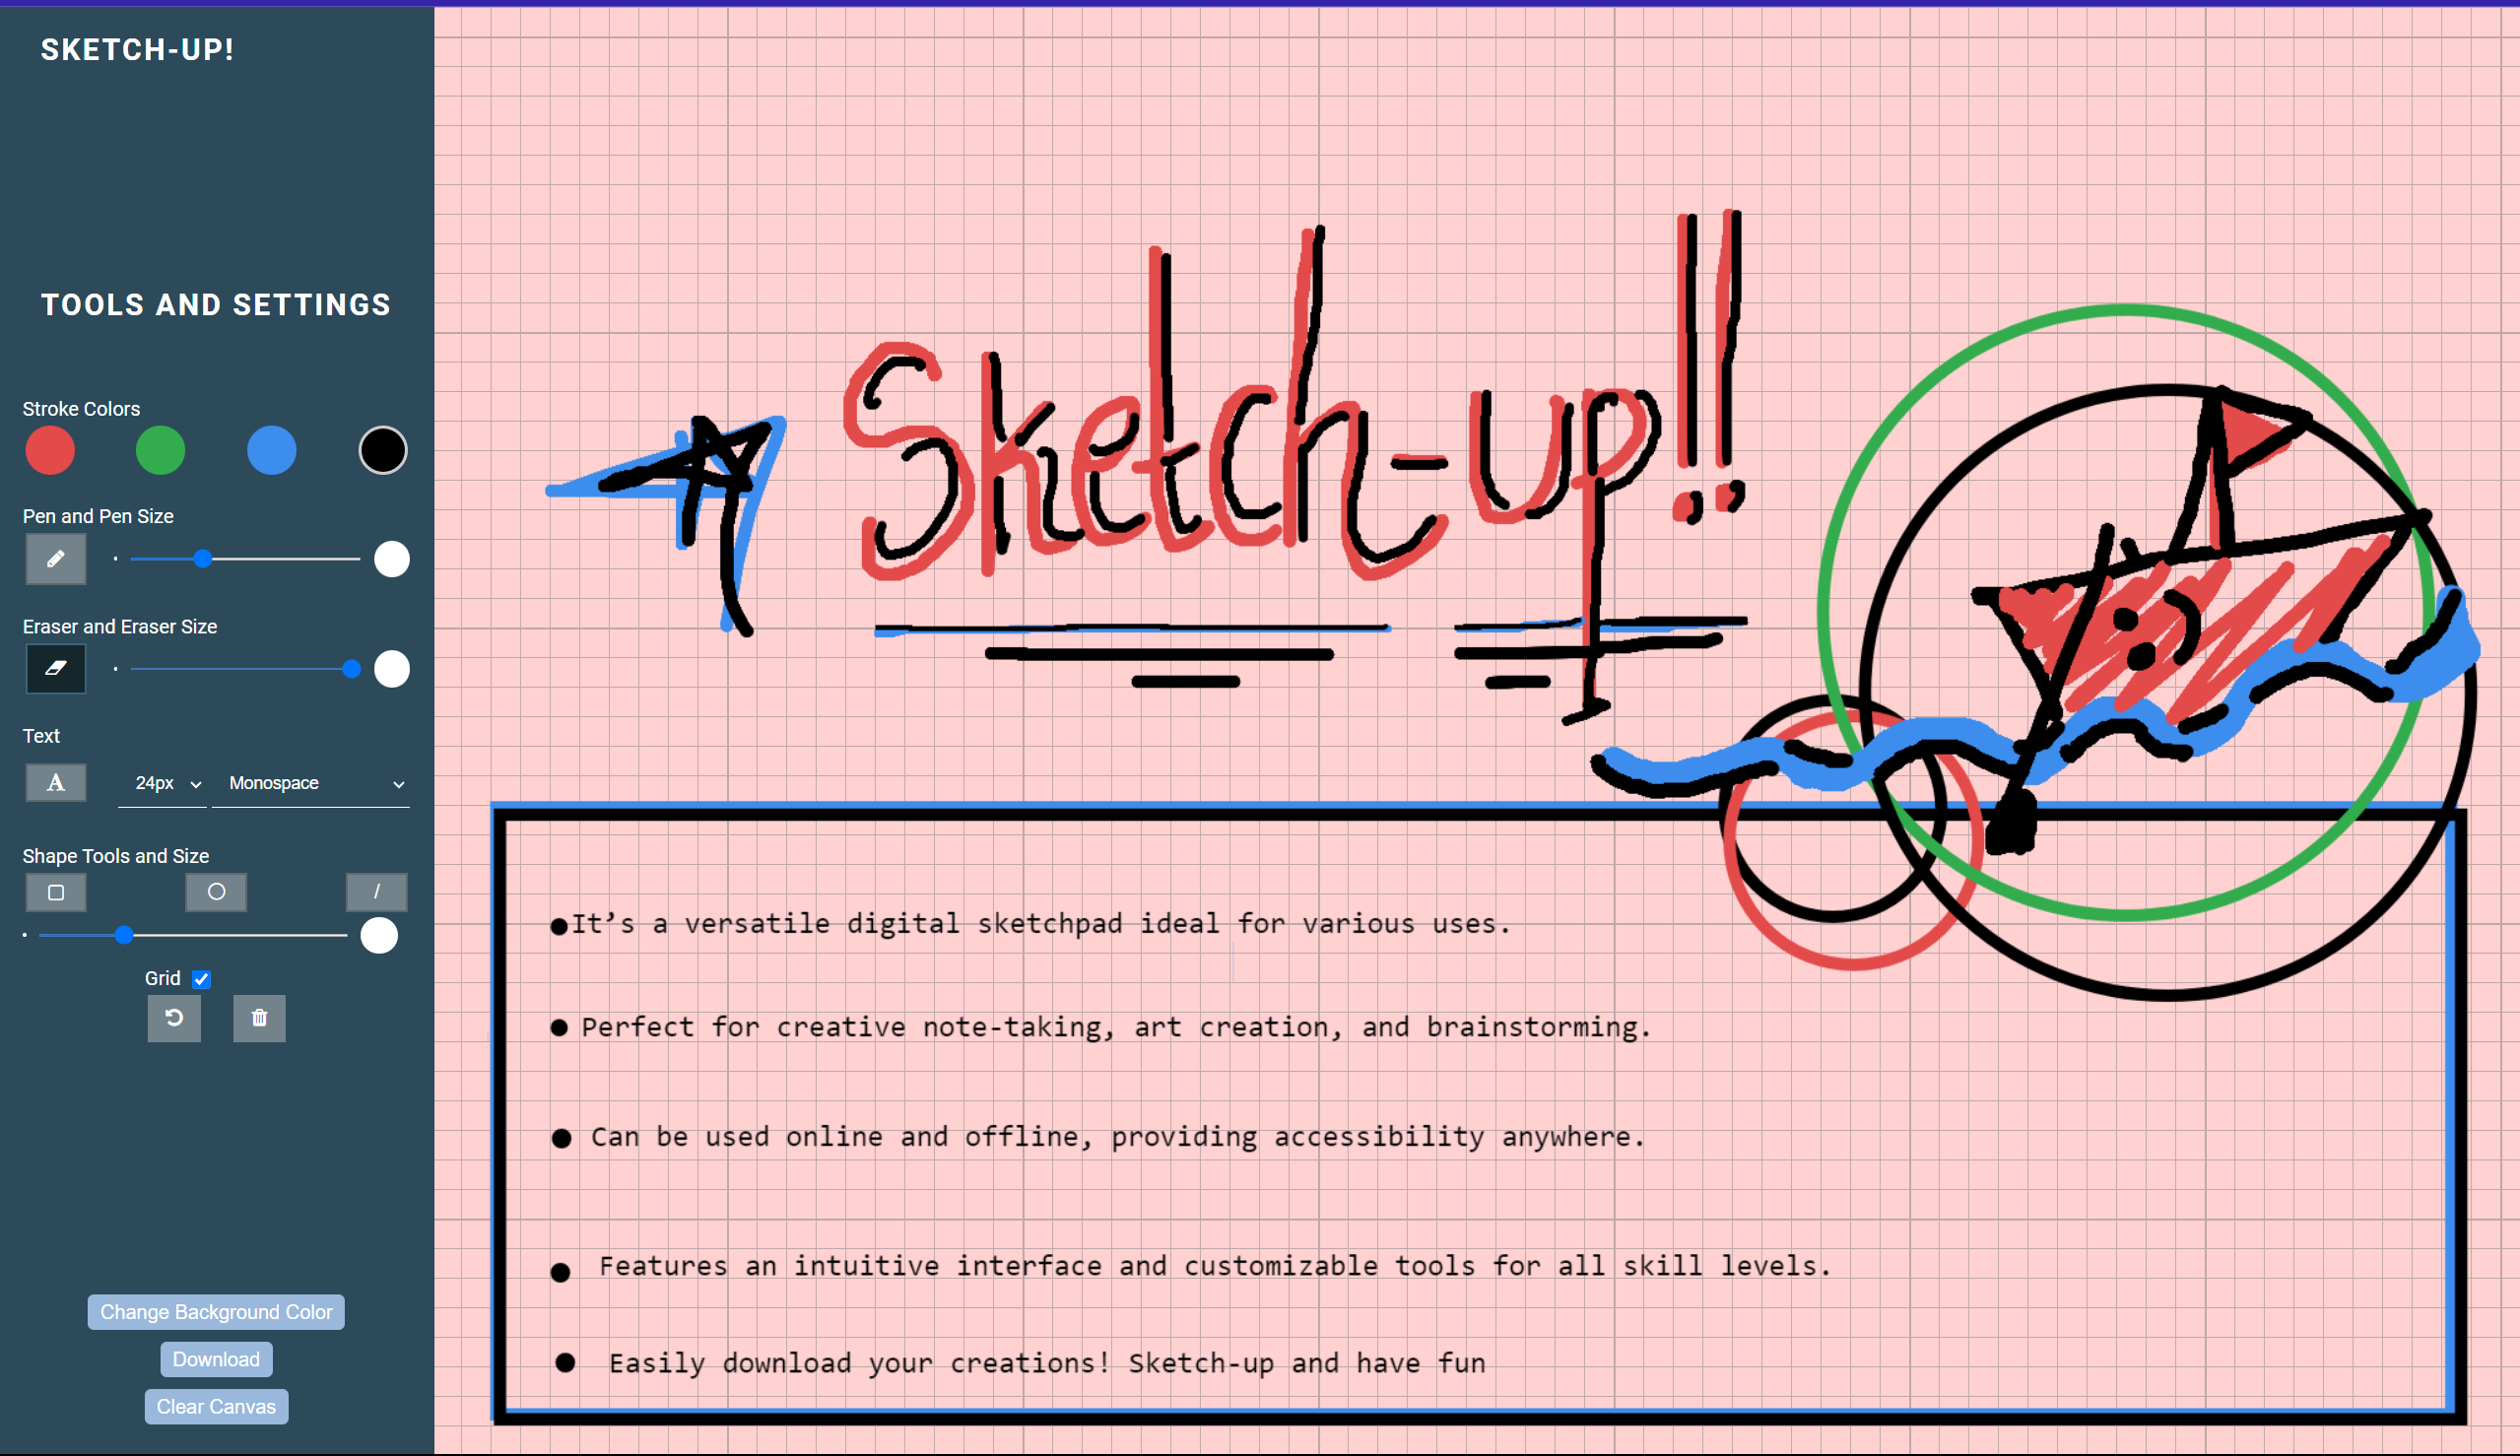 SKETCH-UP!
TOOLS AND SETTINGS
Stroke Colors
Pen and Pen Size
Eraser and Eraser Size
Text
A
24px
Monospace
Shape Tools and Size
/
Grid
Change Background Color
Download
Clear Canvas
Sketch-up!!
●It’s a versatile digital sketchpad ideal for various uses.
● Perfect for creative note-taking, art creation, and brainstorming.
● Can be used online and offline, providing accessibility anywhere.
● Features an intuitive interface and customizable tools for all skill levels.
● Easily download your creations! Sketch-up and have fun